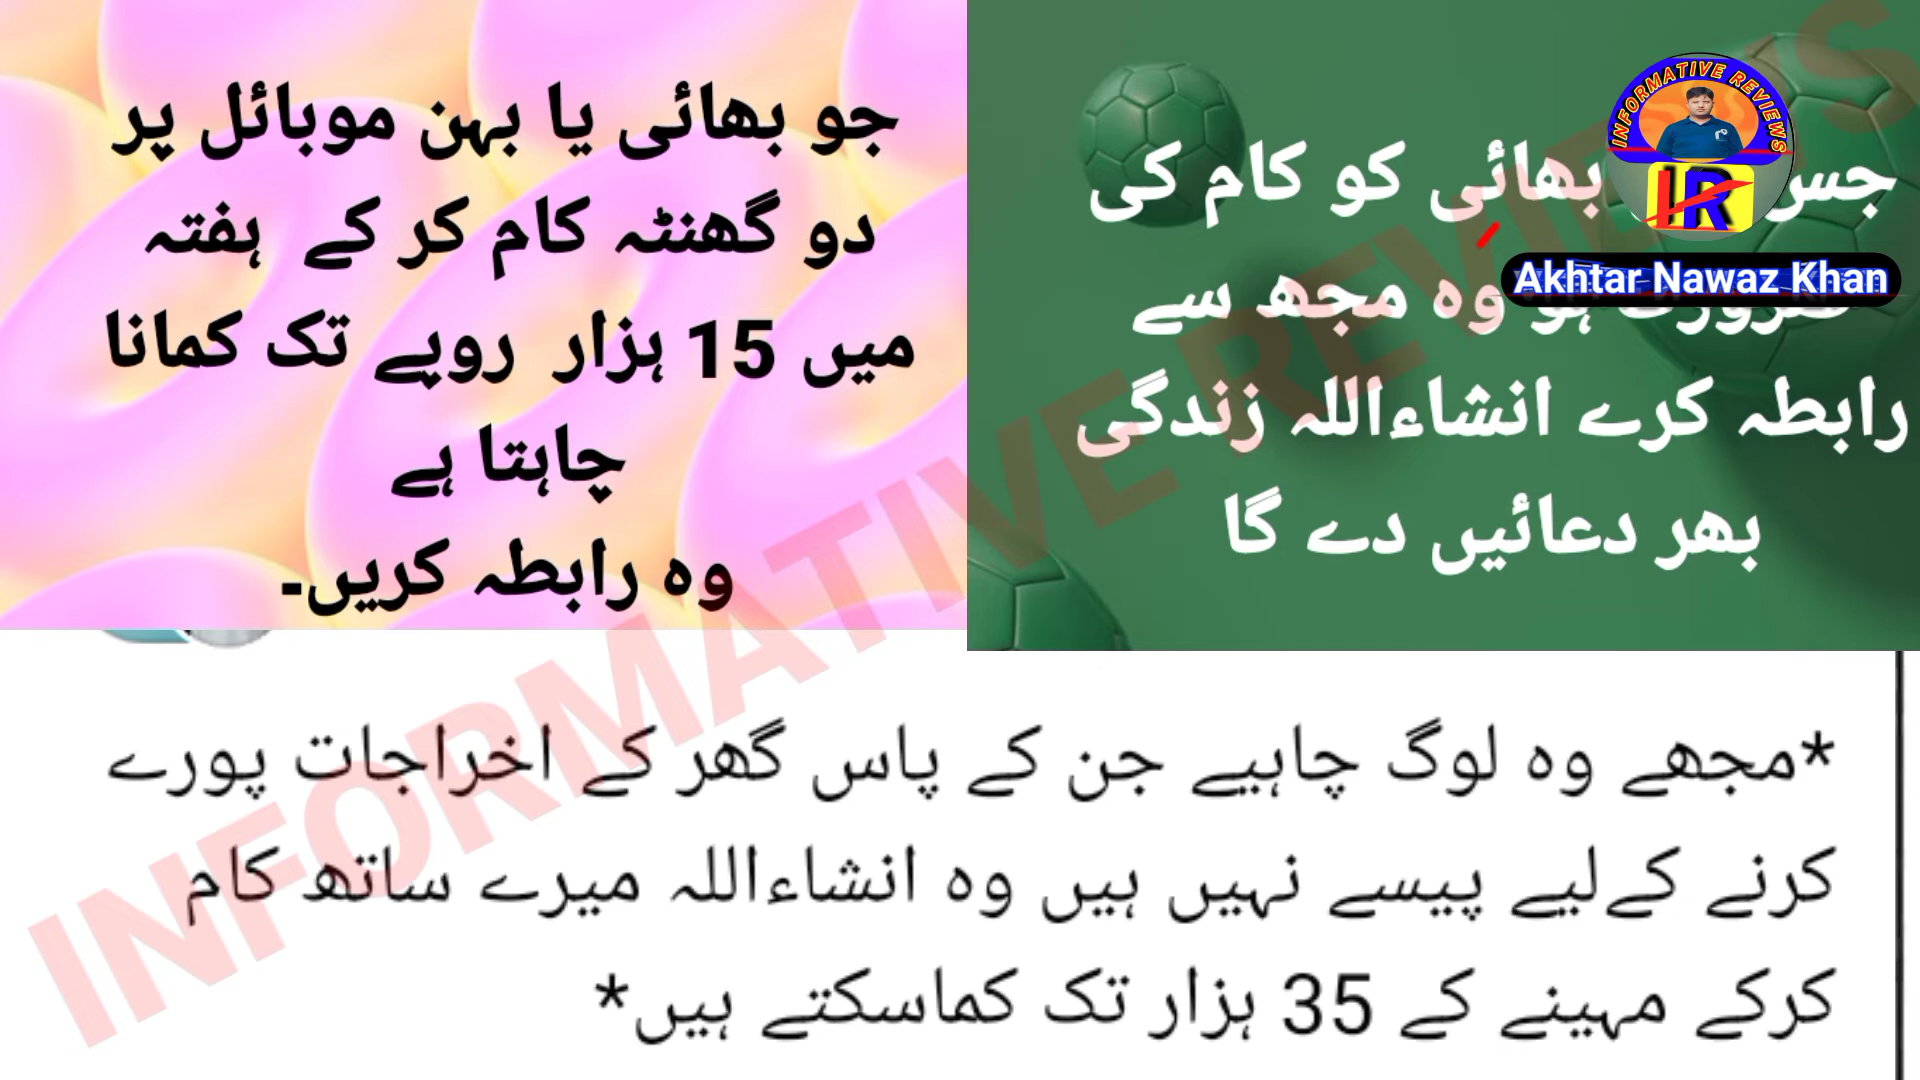 جو بھائی یا بہن موبائل پر
دو گھنٹہ کام کر کے ہفتہ
میں 15 ہزار روپے تک کمانا
چاہتا ہے
وہ رابطہ کریں۔
جس بھائی کو کام کی
ضرورت ہو وہ مجھ سے
رابطہ کرے انشاءاللہ زندگی
بھر دعائیں دے گا
INFORMATIVE REVIEWS
IR
Akhtar Nawaz Khan
*مجھے وہ لوگ چاہیے جن کے پاس گھر کے اخراجات پورے
کرنے کےلیے پیسے نہیں ہیں وہ انشاءاللہ میرے ساتھ کام
کرکے مہینے کے 35 ہزار تک کماسکتے ہیں*
INFORMATIVE REVIEWS